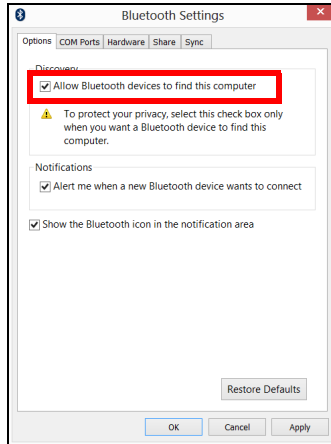 Bluetooth Settings
Options COM Ports Hardware Share Sync
Discovery
Allow Bluetooth devices to find this computer
To protect your privacy, select this check box only
when you want a Bluetooth device to find this
computer.
Notifications
Alert me when a new Bluetooth device wants to connect
Show the Bluetooth icon in the notification area
Restore Defaults
OK Cancel Apply